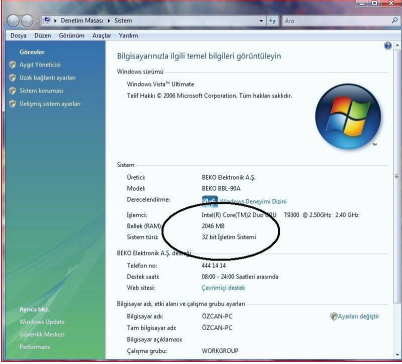 Denetim Masası ▸ Sistem
Ara
Dosya Düzen Görünüm Araçlar Yardım
Görevler
Aygıt Yöneticisi
Uzak bağlantı ayarları
Sistem koruması
Gelişmiş sistem ayarları
Ayrıca bkz.
Windows Update
Güvenlik Merkezi
Performans
Bilgisayarınızla ilgili temel bilgileri görüntüleyin
Windows sürümü
Windows Vista™ Ultimate
Telif Hakkı © 2006 Microsoft Corporation. Tüm hakları saklıdır.
Sistem
Üretici: BEKO Elektronik A.Ş.
Model: BEKO BBL-90A
Derecelendirme: Windows Deneyimi Dizini
İşlemci: Intel(R) Core(TM)2 Duo CPU T9300 @ 2.50GHz 2.40 GHz
Bellek (RAM): 2046 MB
Sistem türü: 32 bit İşletim Sistemi
BEKO Elektronik A.Ş. desteği
Telefon no: 444 14 14
Destek saati: 08:00 - 24:00 Saatleri arasında
Web sitesi: Çevrimiçi destek
Bilgisayar adı, etki alanı ve çalışma grubu ayarları
Bilgisayar adı: ÖZCAN-PC
Ayarları değiştir
Tam bilgisayar adı: ÖZCAN-PC
Bilgisayar açıklaması:
Çalışma grubu: WORKGROUP